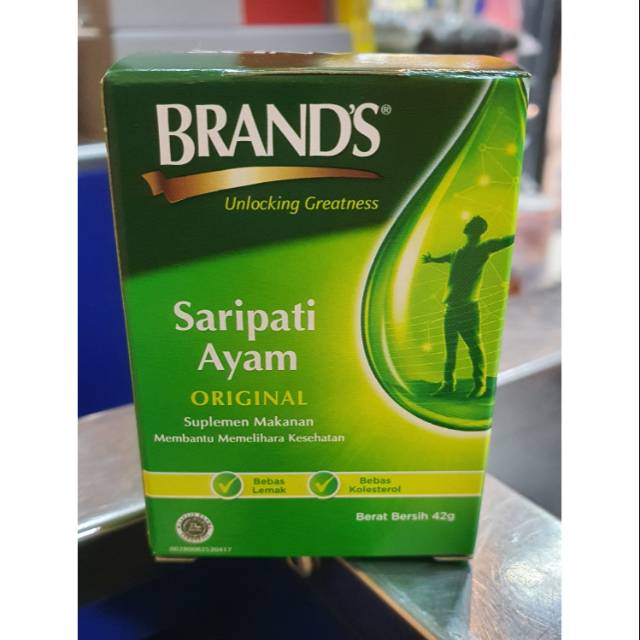 BRAND'S®
Unlocking Greatness
Saripati
Ayam
ORIGINAL
Suplemen Makanan
Membantu Memelihara Kesehatan
Bebas
Lemak
Bebas
Kolesterol
Berat Bersih 42g